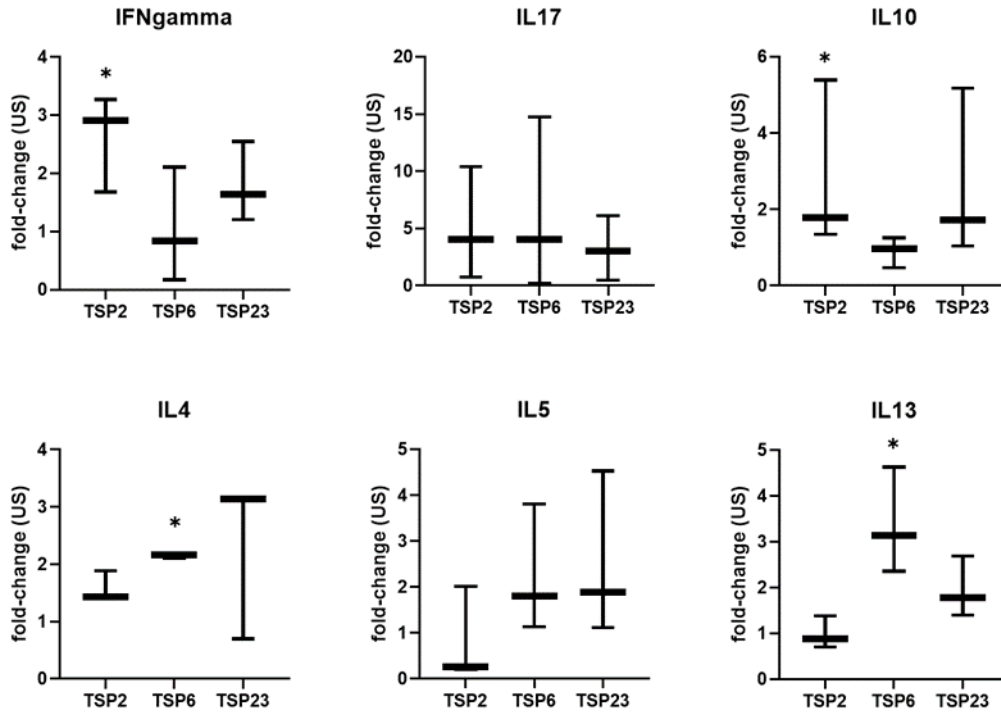 IFNgamma
fold-change (US)
4
3
2
1
0
*
TSP2 TSP6 TSP23
IL17
fold-change (US)
20
15
10
5
0
TSP2 TSP6 TSP23
IL10
fold-change (US)
6
4
2
0
*
TSP2 TSP6 TSP23
IL4
fold-change (US)
4
3
2
1
0
*
TSP2 TSP6 TSP23
IL5
fold-change (US)
5
4
3
2
1
0
TSP2 TSP6 TSP23
IL13
fold-change (US)
5
4
3
2
1
0
*
TSP2 TSP6 TSP23